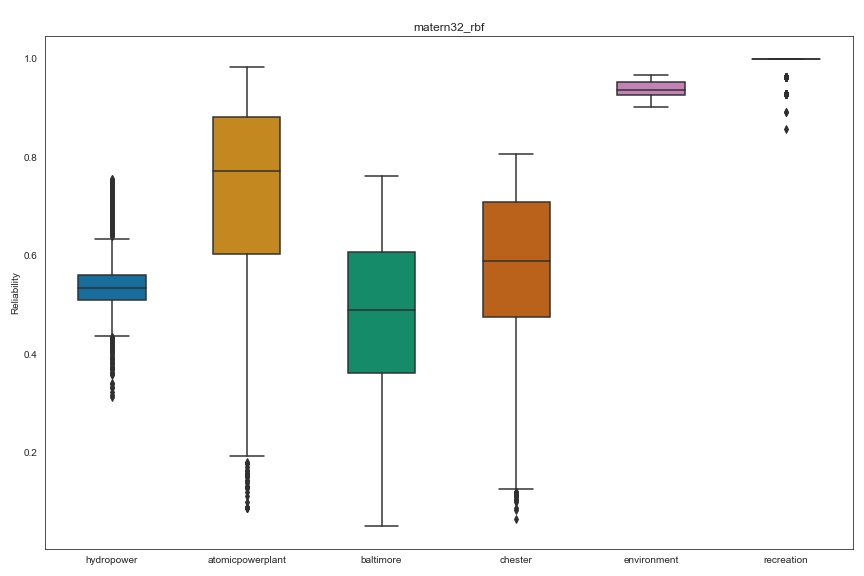 matern32_rbf
Reliability
1.0
0.8
0.6
0.4
0.2
hydropower atomicpowerplant baltimore chester environment recreation